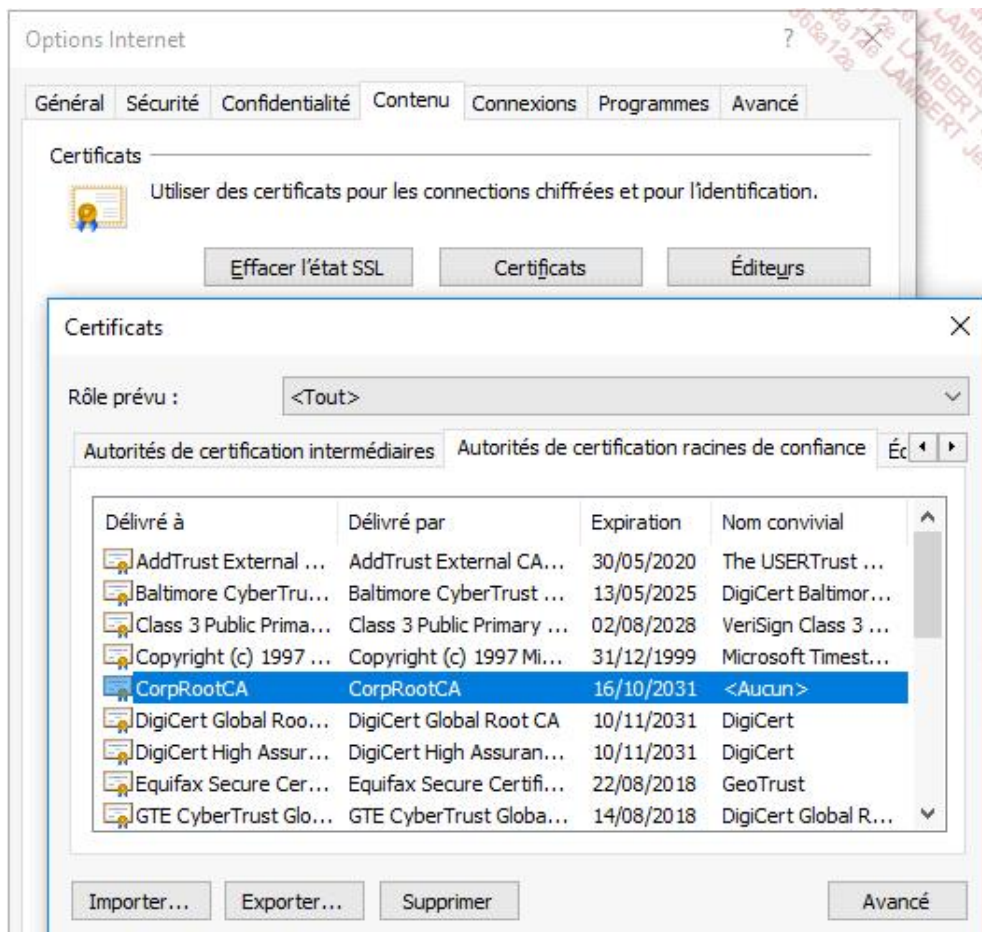 Options Internet ?
Général Sécurité Confidentialité Contenu Connexions Programmes Avancé
Certificats
Utiliser des certificats pour les connections chiffrées et pour l'identification.
Effacer l'état SSL Certificats Éditeurs
Certificats
Rôle prévu : <Tout>
Autorités de certification intermédiaires Autorités de certification racines de confiance Éc
Délivré à Délivré par Expiration Nom convivial
AddTrust External ... AddTrust External CA... 30/05/2020 The USERTrust ...
Baltimore CyberTru... Baltimore CyberTrust ... 13/05/2025 DigiCert Baltimor...
Class 3 Public Prima... Class 3 Public Primary ... 02/08/2028 VeriSign Class 3 ...
Copyright (c) 1997 ... Copyright (c) 1997 Mi... 31/12/1999 Microsoft Timest...
CorpRootCA CorpRootCA 16/10/2031 <Aucun>
DigiCert Global Roo... DigiCert Global Root CA 10/11/2031 DigiCert
DigiCert High Assur... DigiCert High Assuran... 10/11/2031 DigiCert
Equifax Secure Cer... Equifax Secure Certifi... 22/08/2018 GeoTrust
GTE CyberTrust Glo... GTE CyberTrust Globa... 14/08/2018 DigiCert Global R...
Importer... Exporter... Supprimer Avancé